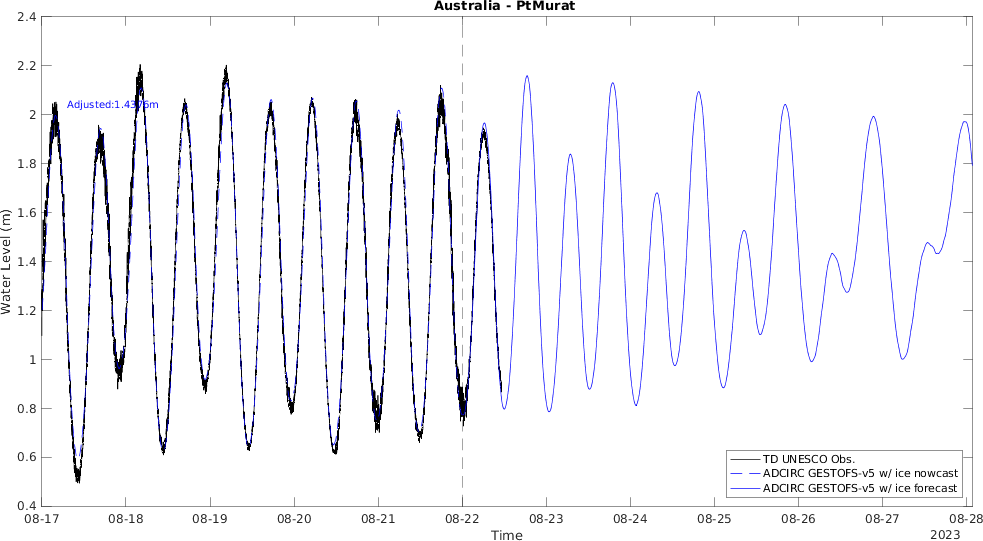 Australia - PtMurat
2.4
2.2
2
1.8
1.6
1.4
1.2
1
0.8
0.6
0.4
Water Level (m)
Adjusted:1.4376m
TD UNESCO Obs.
ADCIRC GESTOFS-v5 w/ ice nowcast
ADCIRC GESTOFS-v5 w/ ice forecast
08-17 08-18 08-19 08-20 08-21 08-22 08-23 08-24 08-25 08-26 08-27 08-28
Time
2023